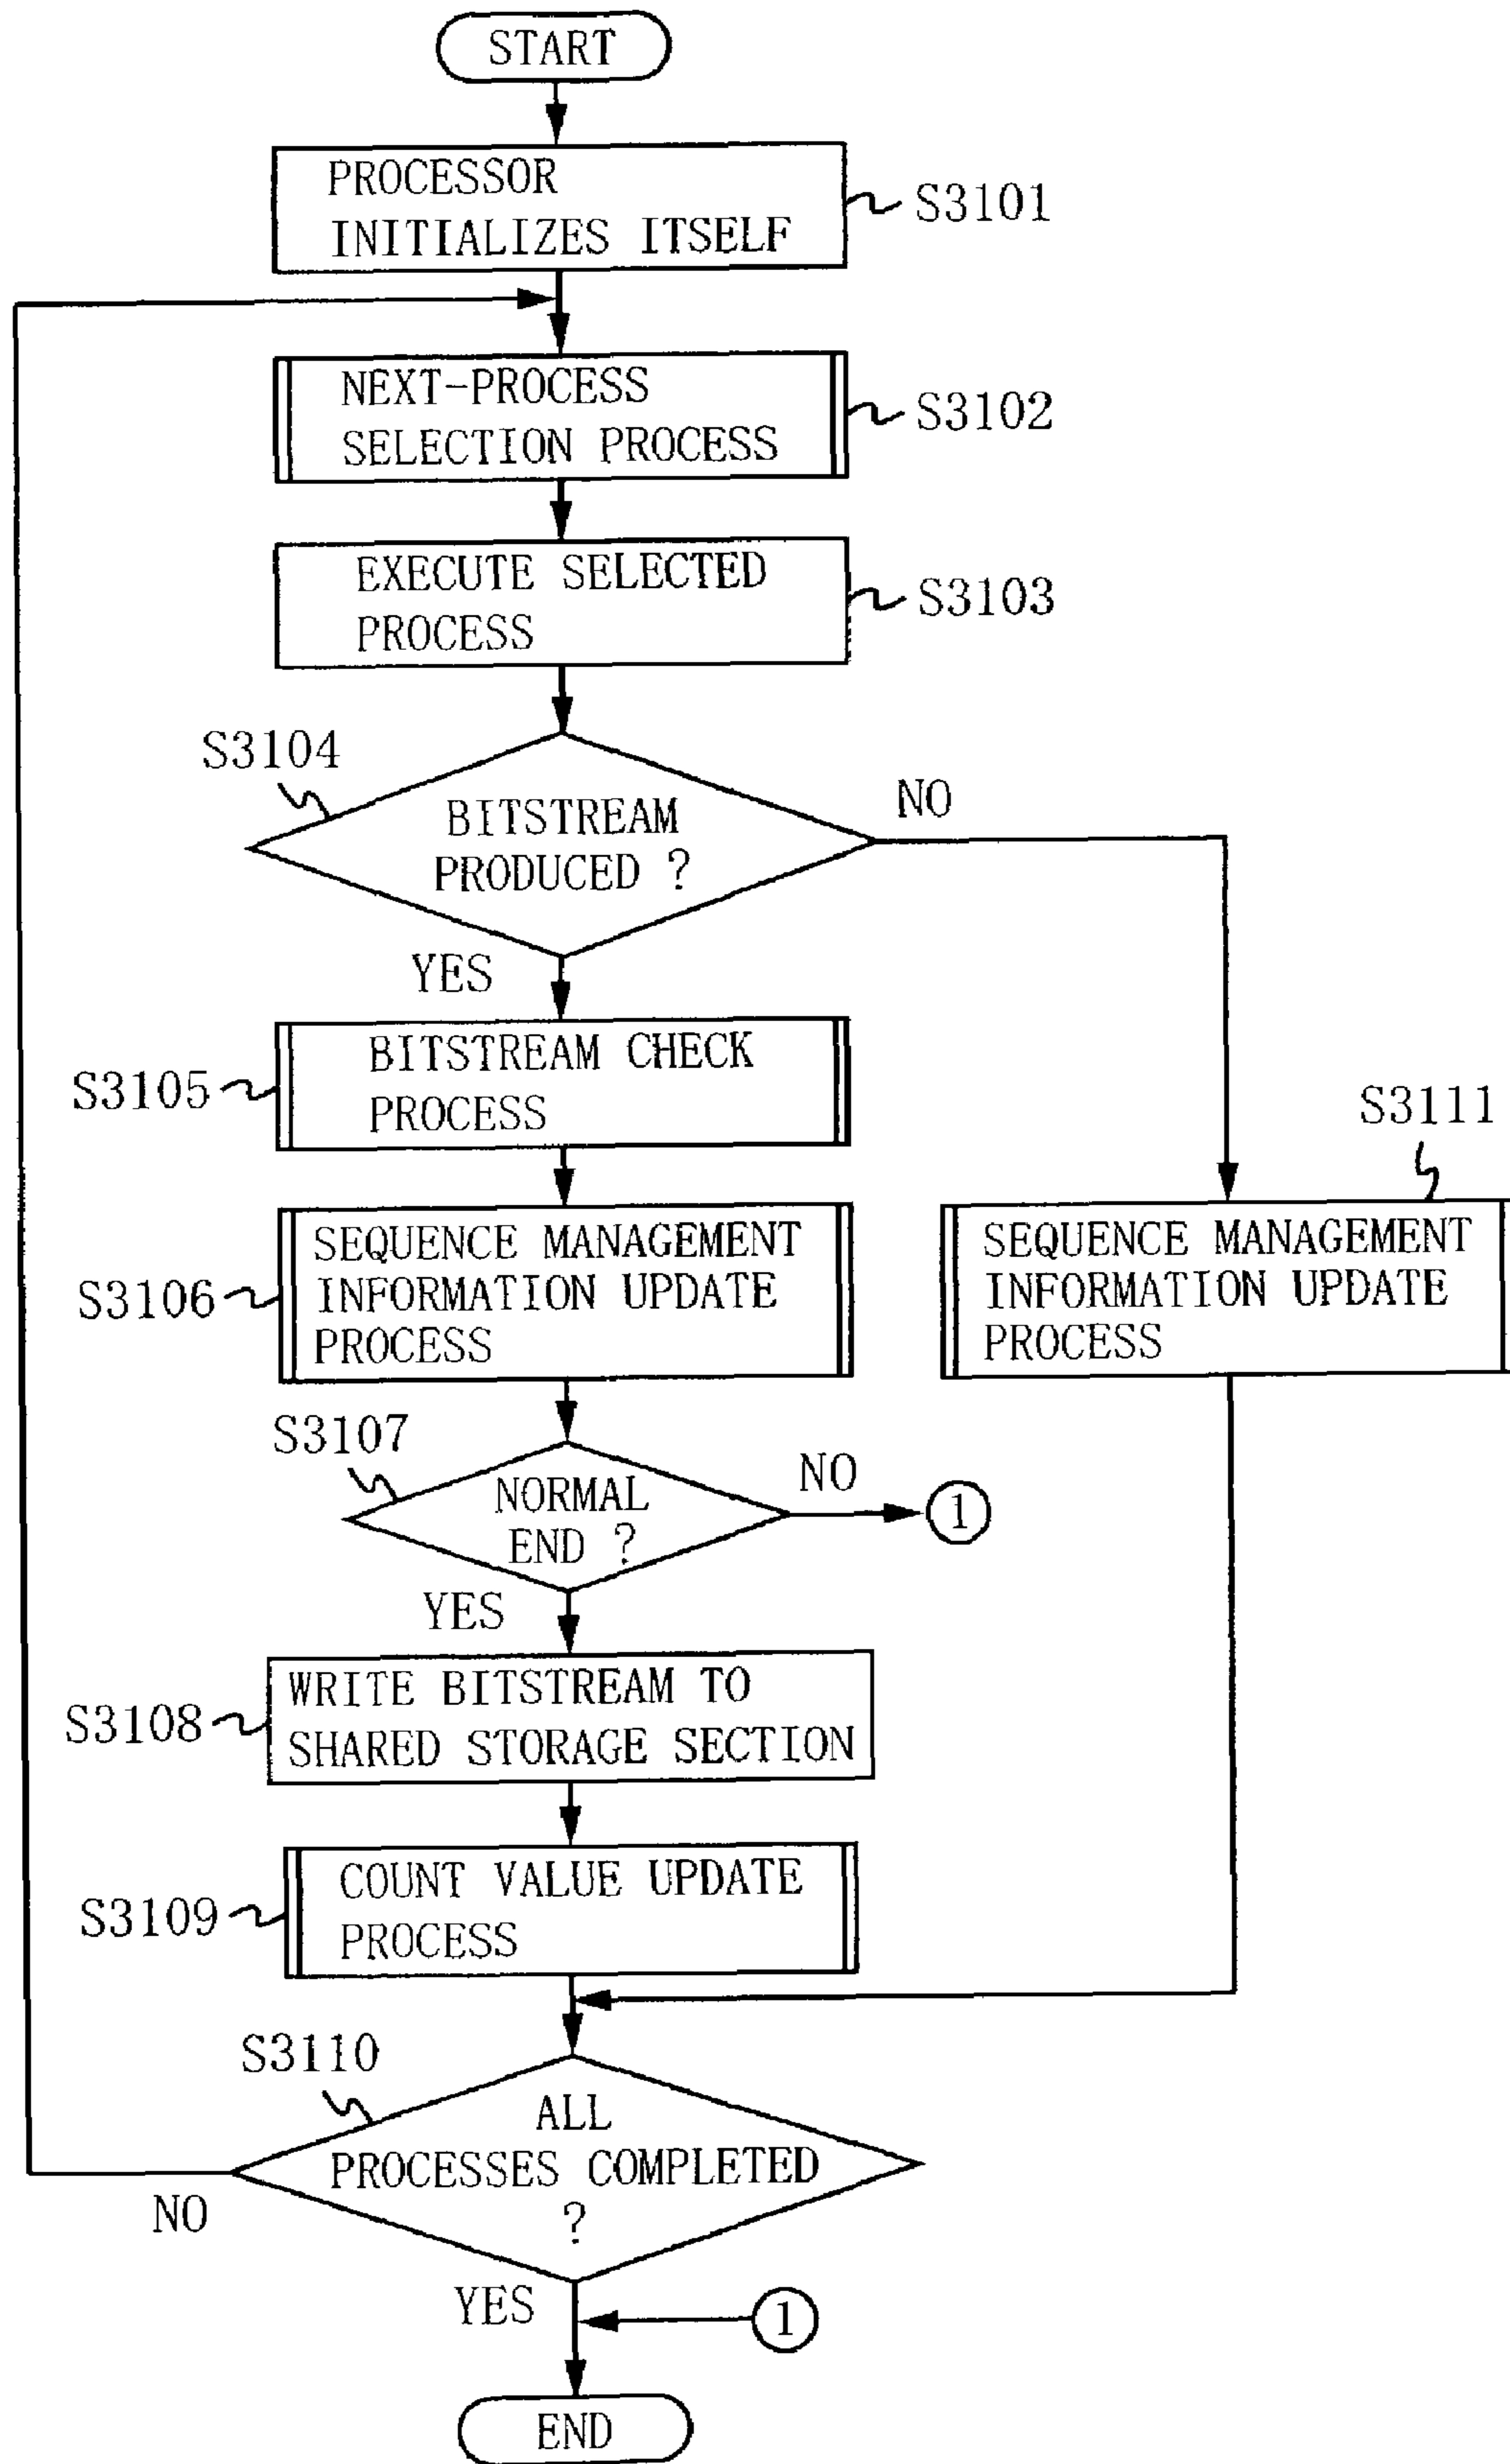 START
PROCESSOR
INITIALIZES ITSELF
S3101
NEXT-PROCESS
SELECTION PROCESS
S3102
EXECUTE SELECTED
PROCESS
S3103
S3104
BITSTREAM
PRODUCED ?
NO
YES
BITSTREAM CHECK
PROCESS
S3105
S3111
SEQUENCE MANAGEMENT
INFORMATION UPDATE
PROCESS
S3106
SEQUENCE MANAGEMENT
INFORMATION UPDATE
PROCESS
S3107
NORMAL
END ?
NO
1
YES
WRITE BITSTREAM TO
SHARED STORAGE SECTION
S3108
COUNT VALUE UPDATE
PROCESS
S3109
S3110
ALL
PROCESSES COMPLETED
?
NO
YES
1
END